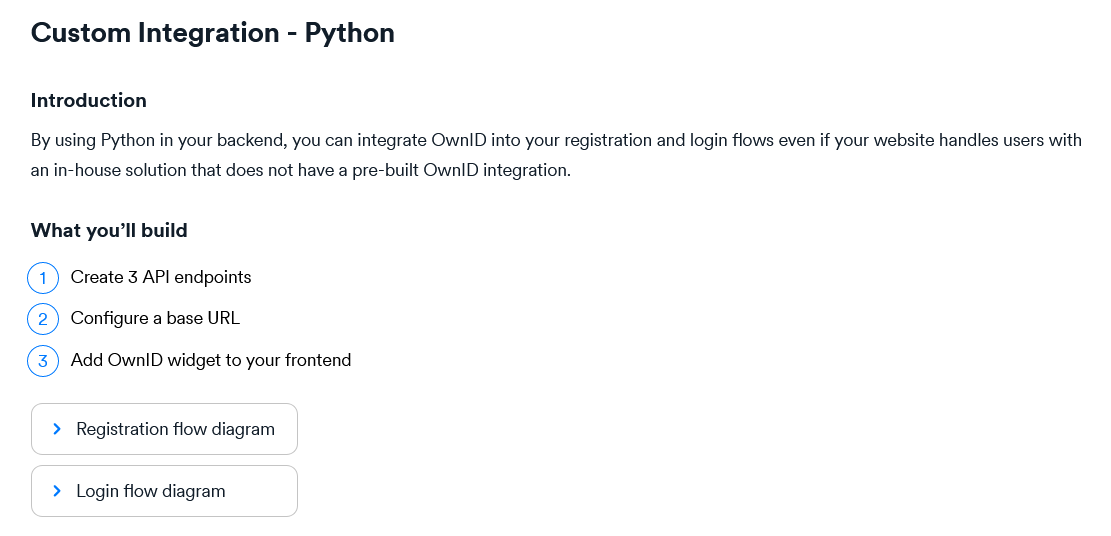 Custom Integration - Python
Introduction
By using Python in your backend, you can integrate OwnID into your registration and login flows even if your website handles users with
an in-house solution that does not have a pre-built OwnID integration.
What you’ll build
1 Create 3 API endpoints
2 Configure a base URL
3 Add OwnID widget to your frontend
Registration flow diagram
Login flow diagram